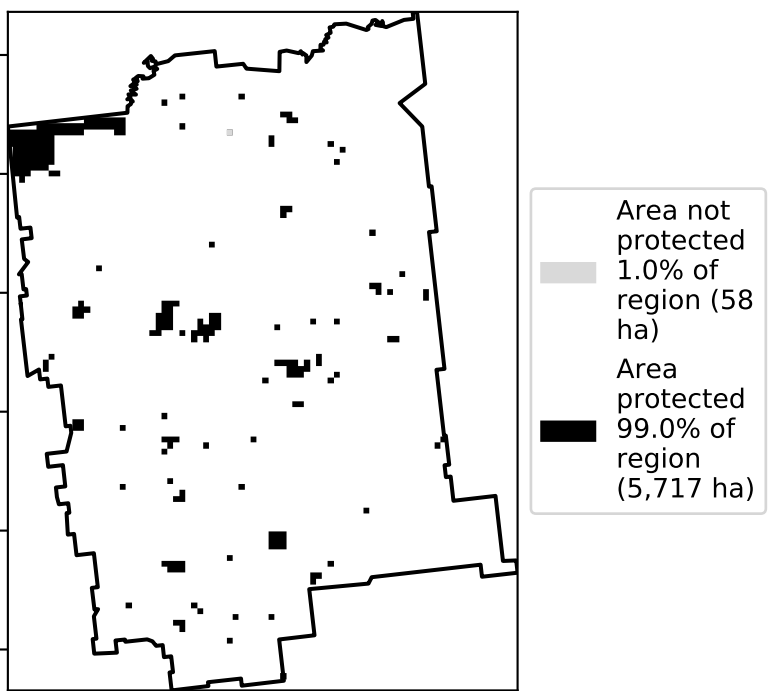 Area not
protected
1.0% of
region (58
ha)
Area
protected
99.0% of
region
(5,717 ha)